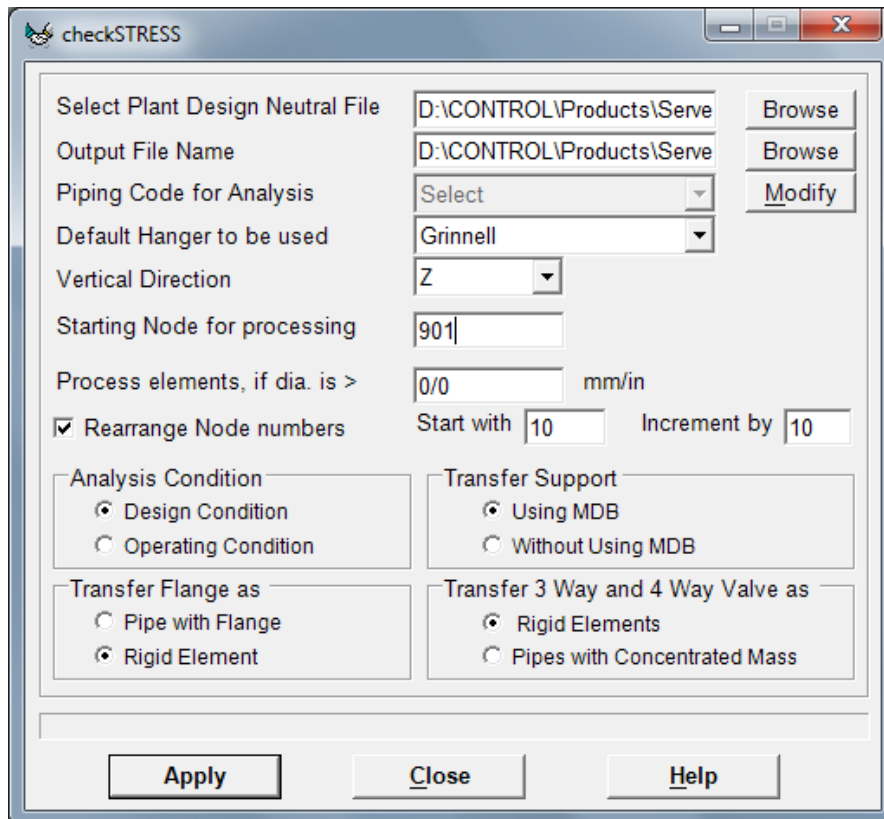 checkSTRESS
Select Plant Design Neutral File D:\CONTROL\Products\Serve Browse
Output File Name D:\CONTROL\Products\Serve Browse
Piping Code for Analysis Select Modify
Default Hanger to be used Grinnell
Vertical Direction Z
Starting Node for processing 901
Process elements, if dia. is > 0/0 mm/in
Rearrange Node numbers Start with 10 Increment by 10
Analysis Condition Transfer Support
Design Condition Using MDB
Operating Condition Without Using MDB
Transfer Flange as Transfer 3 Way and 4 Way Valve as
Pipe with Flange Rigid Elements
Rigid Element Pipes with Concentrated Mass
Apply Close Help